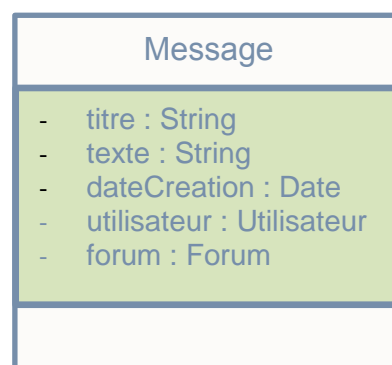 Message
- titre : String
- texte : String
- dateCreation : Date
- utilisateur : Utilisateur
- forum : Forum